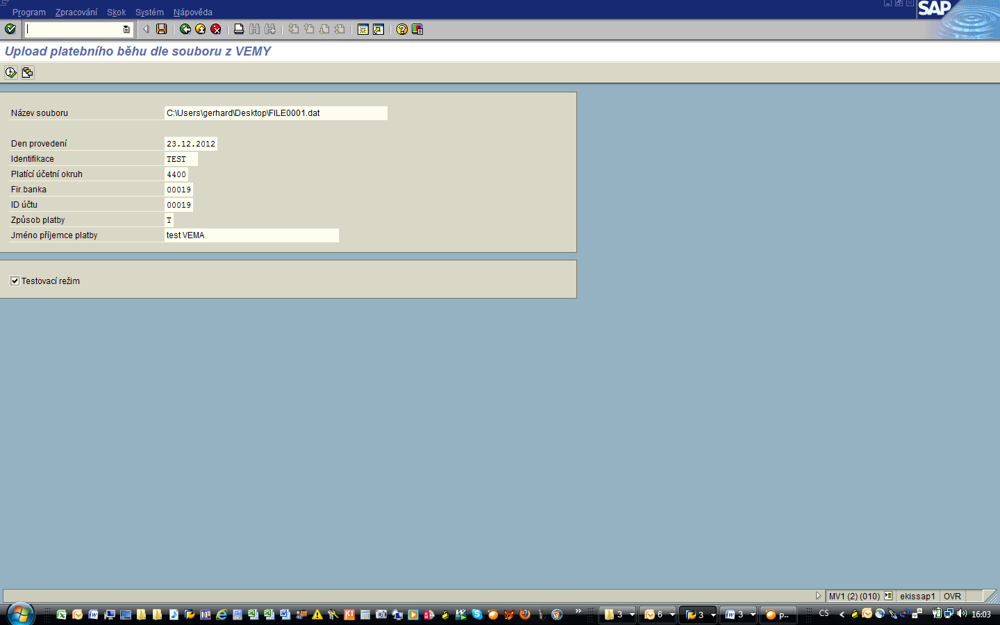 Program Zpracování Skok Systém Nápověda
SAP
Upload platebního běhu dle souboru z VEMY
Název souboru C:\Users\gerhard\Desktop\FILE0001.dat
Den provedení 23.12.2012
Identifikace TEST
Platící účetní okruh 4400
Fir.banka 00019
ID účtu 00019
Způsob platby T
Jméno příjemce platby test VEMA
Testovací režim
MV1 (2) (010) ekissap1 OVR
3 6 3 3 p.. CS 16:03